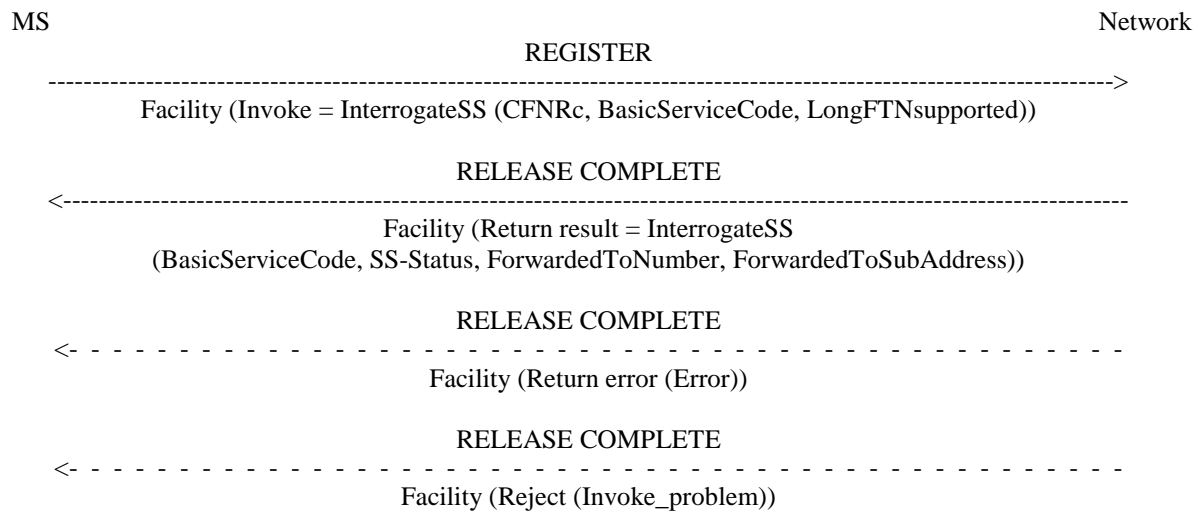 MS Network
REGISTER
------------------------------------------------------------------------------------------------------------------------>
Facility (Invoke = InterrogateSS (CFNRc, BasicServiceCode, LongFTNsupported))
RELEASE COMPLETE
<------------------------------------------------------------------------------------------------------------------------
Facility (Return result = InterrogateSS
(BasicServiceCode, SS-Status, ForwardedToNumber, ForwardedToSubAddress))
RELEASE COMPLETE
<- - - - - - - - - - - - - - - - - - - - - - - - - - - - - - - - - - - - - - - - - - - - - - - -
Facility (Return error (Error))
RELEASE COMPLETE
<- - - - - - - - - - - - - - - - - - - - - - - - - - - - - - - - - - - - - - - - - - - - - - - -
Facility (Reject (Invoke_problem))